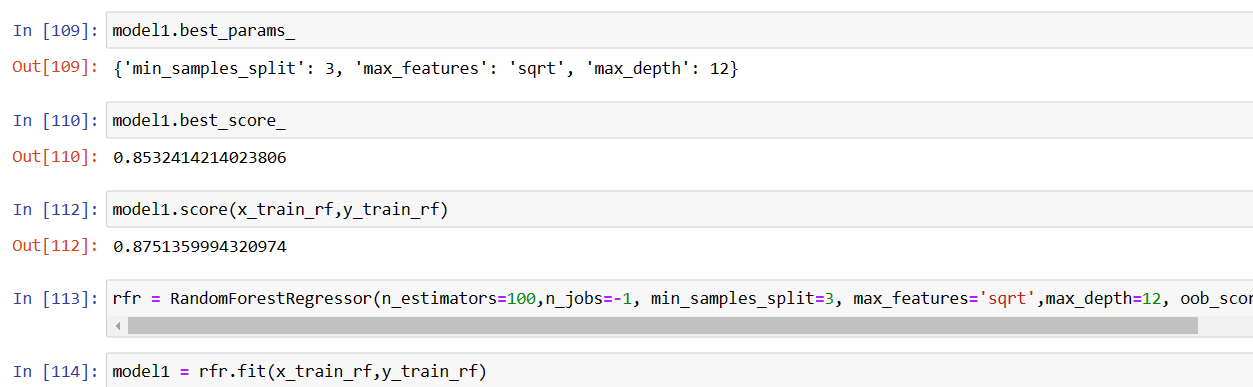 In [109]: model1.best_params_
Out[109]: {'min_samples_split': 3, 'max_features': 'sqrt', 'max_depth': 12}
In [110]: model1.best_score_
Out[110]: 0.8532414214023806
In [112]: model1.score(x_train_rf,y_train_rf)
Out[112]: 0.8751359994320974
In [113]: rfr = RandomForestRegressor(n_estimators=100,n_jobs=-1, min_samples_split=3, max_features='sqrt',max_depth=12, oob_scor
In [114]: model1 = rfr.fit(x_train_rf,y_train_rf)